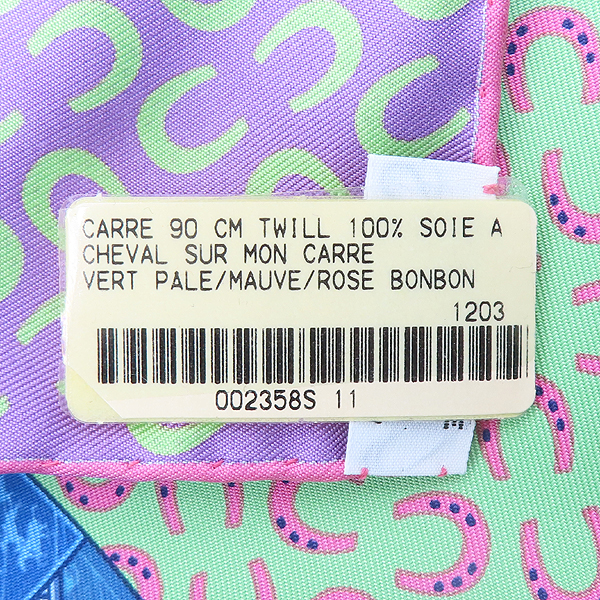 CARRE 90 CM TWILL 100% SOIE A
CHEVAL SUR MON CARRE
VERT PALE/MAUVE/ROSE BONBON
1203
002358S 11